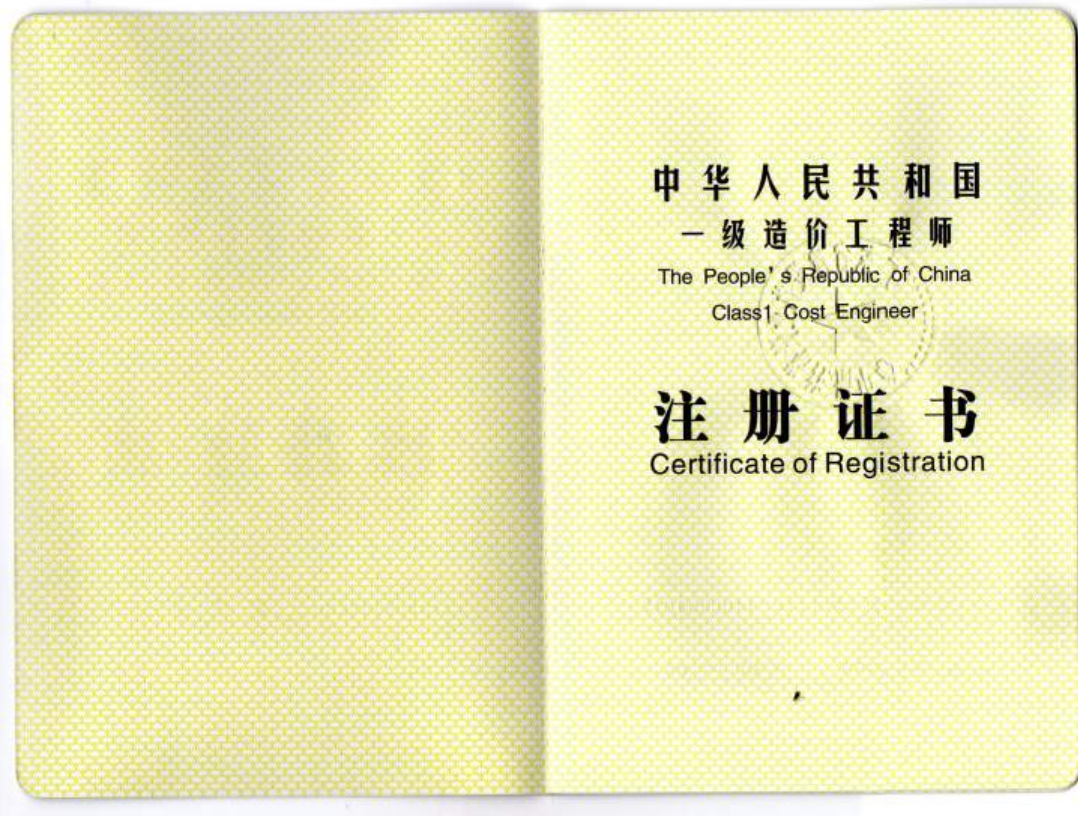 中华人民共和国
一级造价工程师
The People's Republic of China
Class1 Cost Engineer
注册证书
Certificate of Registration